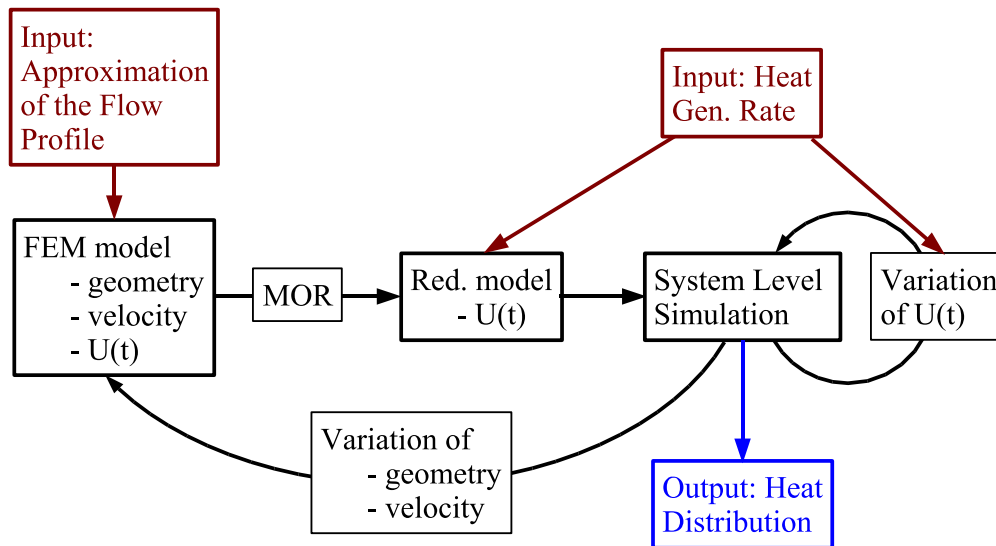 Input:
Approximation
of the Flow
Profile
Input: Heat
Gen. Rate
FEM model
- geometry
- velocity
- U(t)
MOR
Red. model
- U(t)
System Level
Simulation
Variation
of U(t)
Variation of
- geometry
- velocity
Output: Heat
Distribution